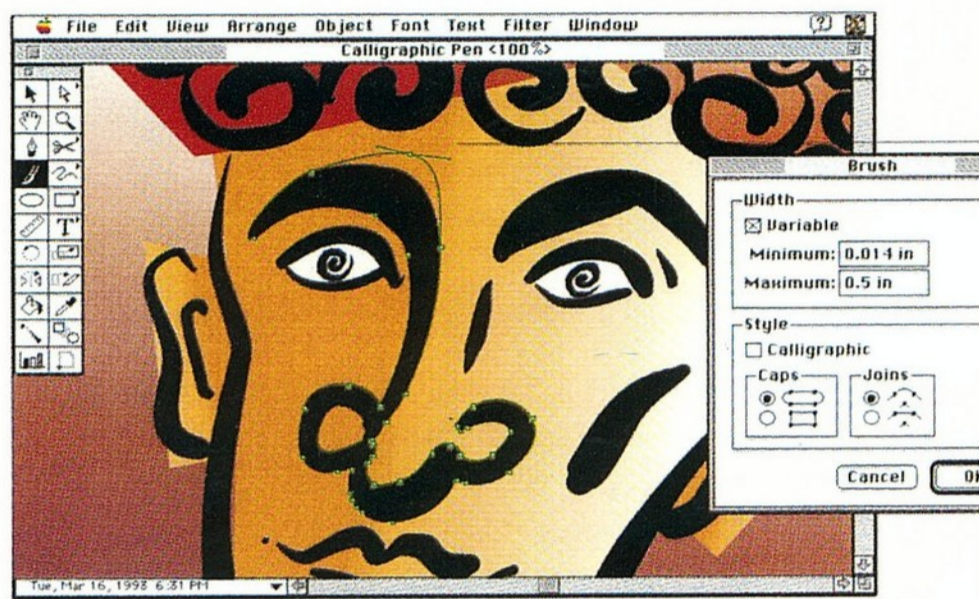 File Edit View Arrange Object Font Text Filter Window
Calligraphic Pen <100%>
T
Brush
Width
Variable
Minimum: 0.014 in
Maximum: 0.5 in
Style
Calligraphic
Caps Joins
Cancel
Tue, Mar 16, 1993 6:31 PM